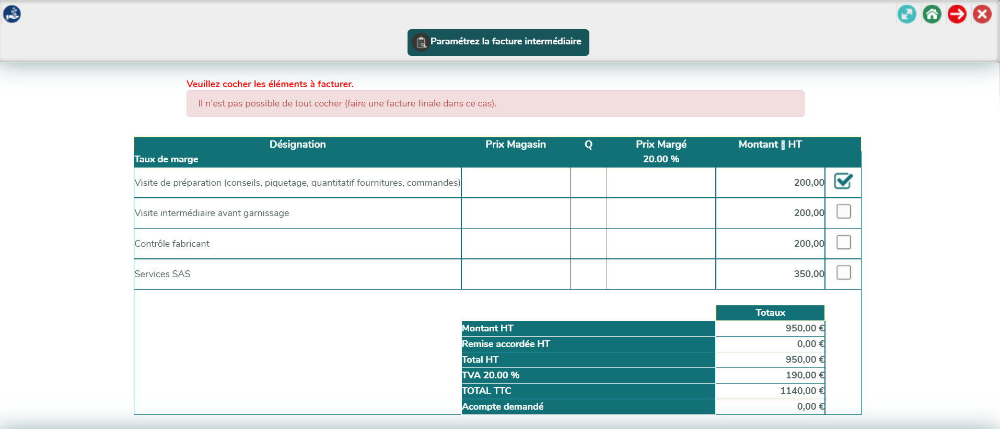 Paramétrez la facture intermédiaire
Veuillez cocher les éléments à facturer.
Il n'est pas possible de tout cocher (faire une facture finale dans ce cas).
Désignation Prix Magasin Q Prix Margé Montant HT
Taux de marge 20.00 %
Visite de préparation (conseils, piquetage, quantitatif fournitures, commandes) 200,00
Visite intermédiaire avant garnissage 200,00
Contrôle fabricant 200,00
Services SAS 350,00
Totaux
Montant HT 950,00 €
Remise accordée HT 0,00 €
Total HT 950,00 €
TVA 20.00 % 190,00 €
TOTAL TTC 1140,00 €
Acompte demandé 0,00 €